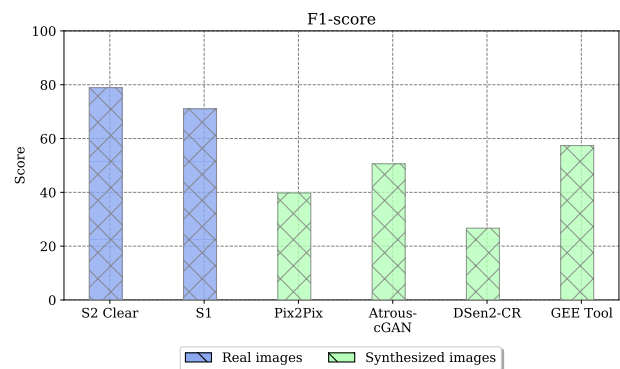 F1-score
100
80
60
40
20
0
Score
S2 Clear
S1
Pix2Pix
Atrous-
cGAN
DSen2-CR
GEE Tool
Real images
Synthesized images